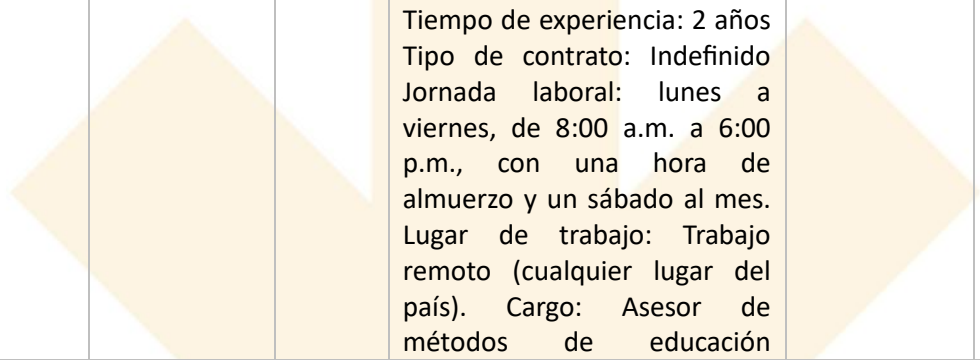 Tiempo de experiencia: 2 años
Tipo de contrato: Indefinido
Jornada laboral: lunes a
viernes, de 8:00 a.m. a 6:00
p.m., con una hora de
almuerzo y un sábado al mes.
Lugar de trabajo: Trabajo
remoto (cualquier lugar del
país). Cargo: Asesor de
métodos de educación